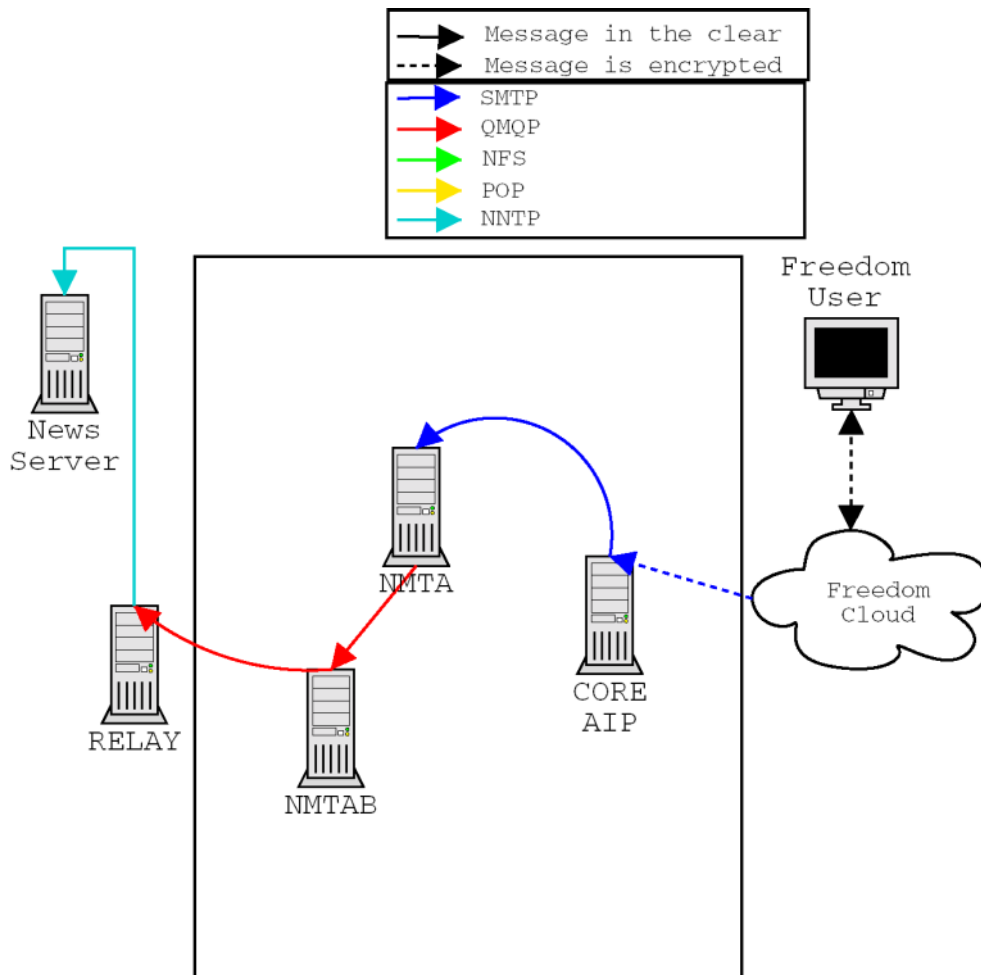 Message in the clear
Message is encrypted
SMTP
QMQP
NFS
POP
NNTP
Freedom
User
News
Server
NMTA
Freedom
Cloud
CORE
AIP
RELAY
NMTAB